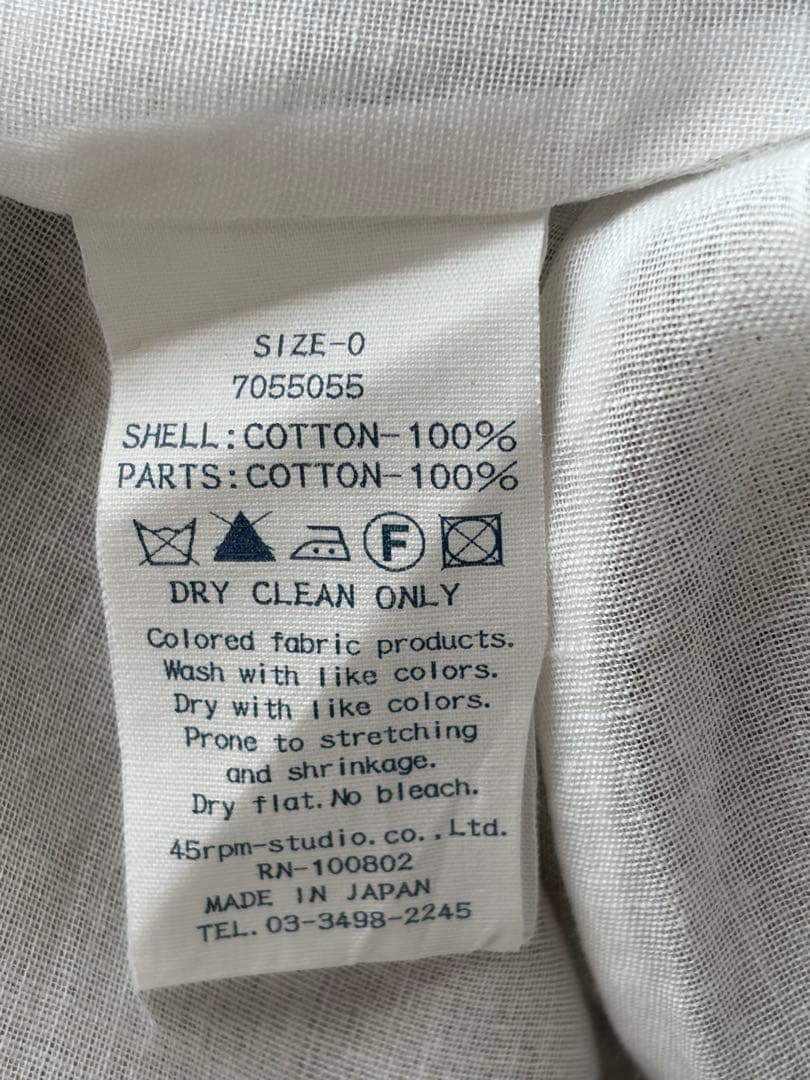 SIZE-0
7055055
SHELL:COTTON-100%
PARTS:COTTON-100%
F
DRY CLEAN ONLY
Colored fabric products.
Wash with like colors.
Dry with like colors.
Prone to stretching
and shrinkage.
Dry flat. No bleach.
45rpm-studio.co.,Ltd.
RN-100802
MADE IN JAPAN
TEL. 03-3498-2245